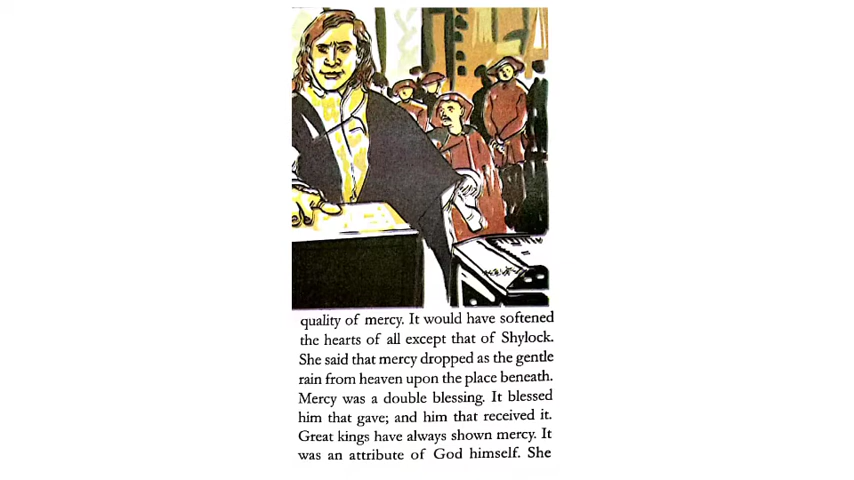 quality of mercy. It would have softened
the hearts of all except that of Shylock.
She said that mercy dropped as the gentle
rain from heaven upon the place beneath.
Mercy was a double blessing. It blessed
him that gave; and him that received it.
Great kings have always shown mercy. It
was an attribute of God himself. She